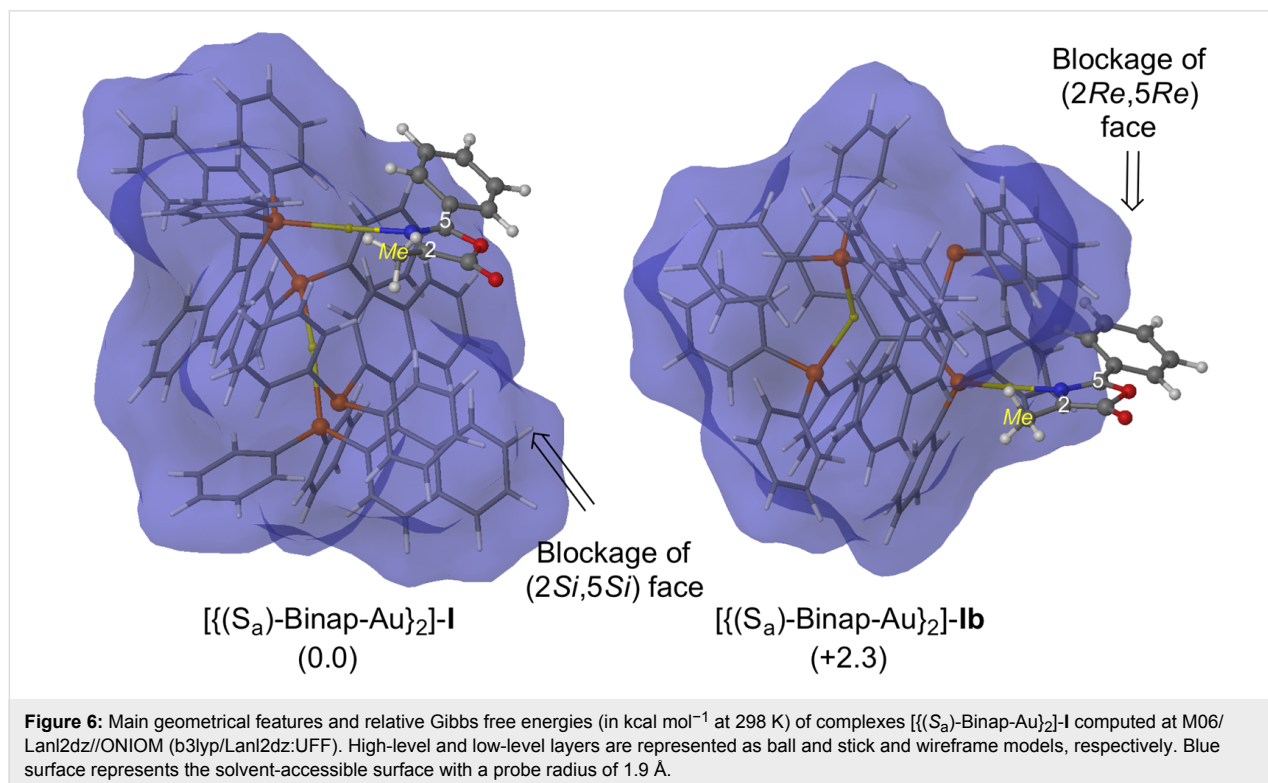 Blockage of
(2Re,5Re)
face
5
Me
2
5
2
Me
Blockage of
(2Si,5Si) face
[{(Sₐ)-Binap-Au}₂]-I
(0.0)
[{(Sₐ)-Binap-Au}₂]-Ib
(+2.3)
Figure 6: Main geometrical features and relative Gibbs free energies (in kcal mol⁻¹ at 298 K) of complexes [{(Sₐ)-Binap-Au}₂]-I computed at M06/
Lanl2dz//ONIOM (b3lyp/Lanl2dz:UFF). High-level and low-level layers are represented as ball and stick and wireframe models, respectively. Blue
surface represents the solvent-accessible surface with a probe radius of 1.9 Å.